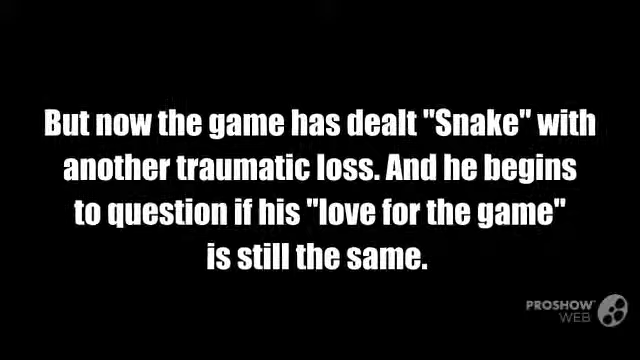 But now the game has dealt "Snake" with
another traumatic loss. And he begins
to question if his "love for the game"
is still the same.
PROSHOW
WEB